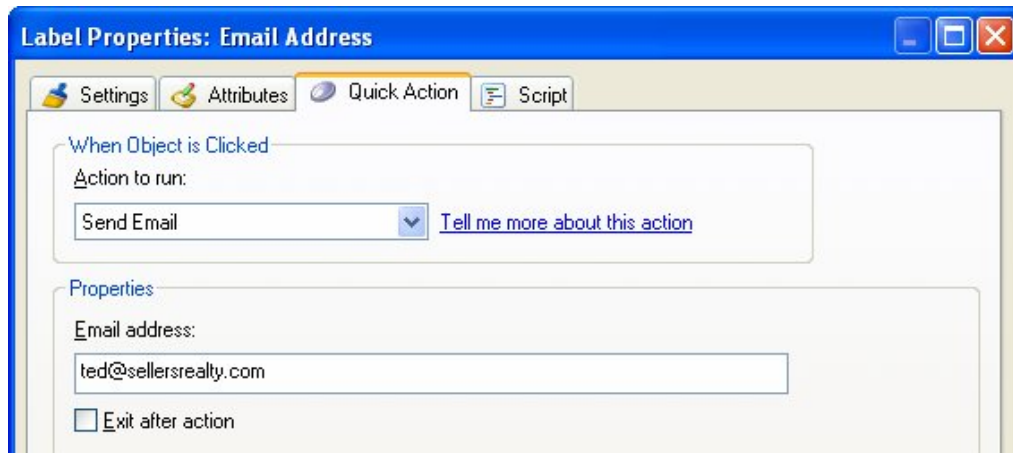 Label Properties: Email Address
Settings Attributes Quick Action Script
When Object is Clicked
Action to run:
Send Email Tell me more about this action
Properties
Email address:
ted@sellersrealty.com
Exit after action